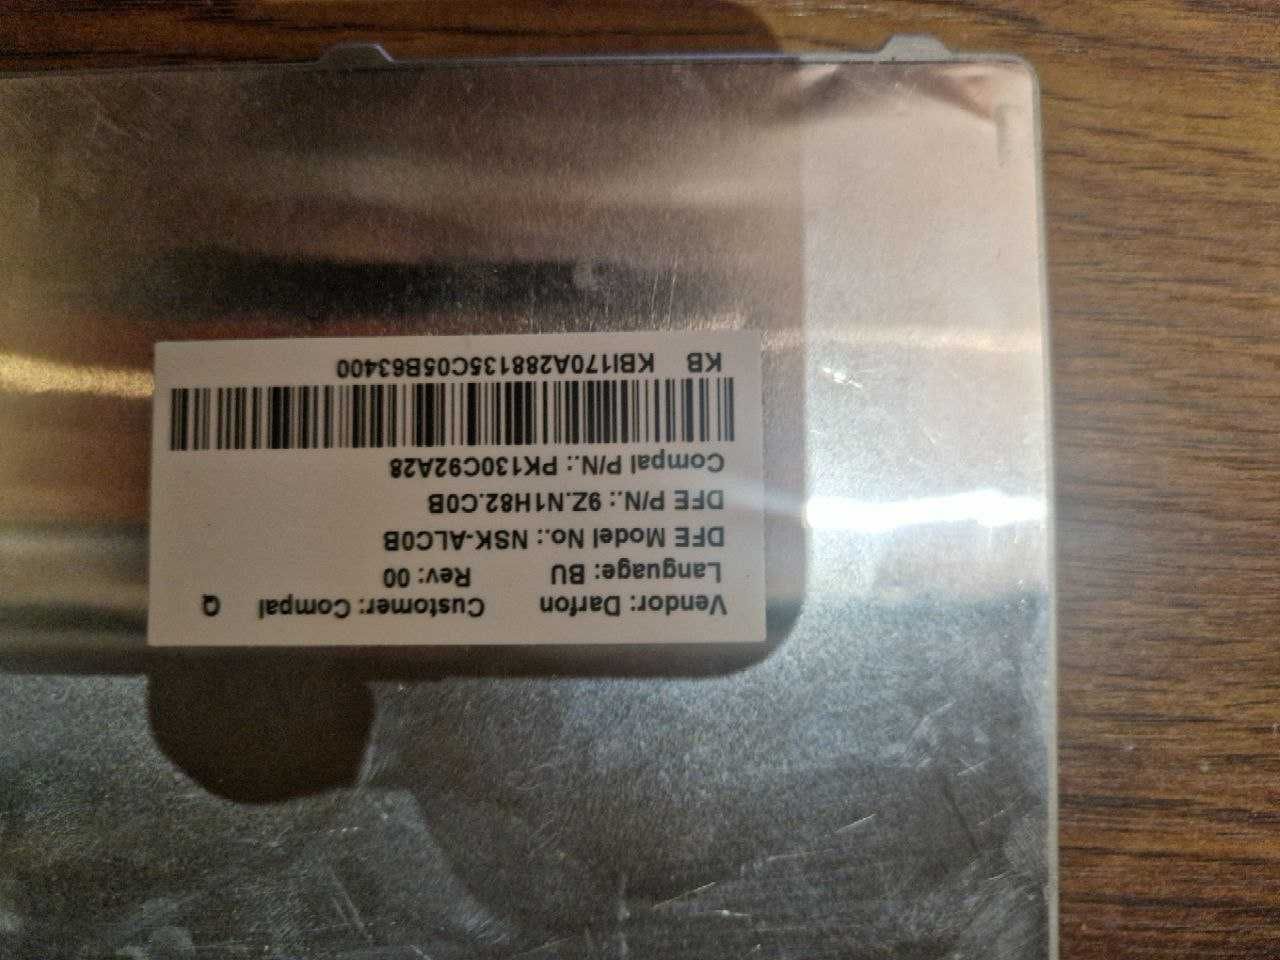 Vendor: Darfon Customer: Compal Q
Language: BU Rev: 00
DFE Model No.: NSK-ALC0B
DFE P/N.: 9Z.N1H82.C0B
Compal P/N.: PK130C92A28
KB KBI170A288135C05B63400